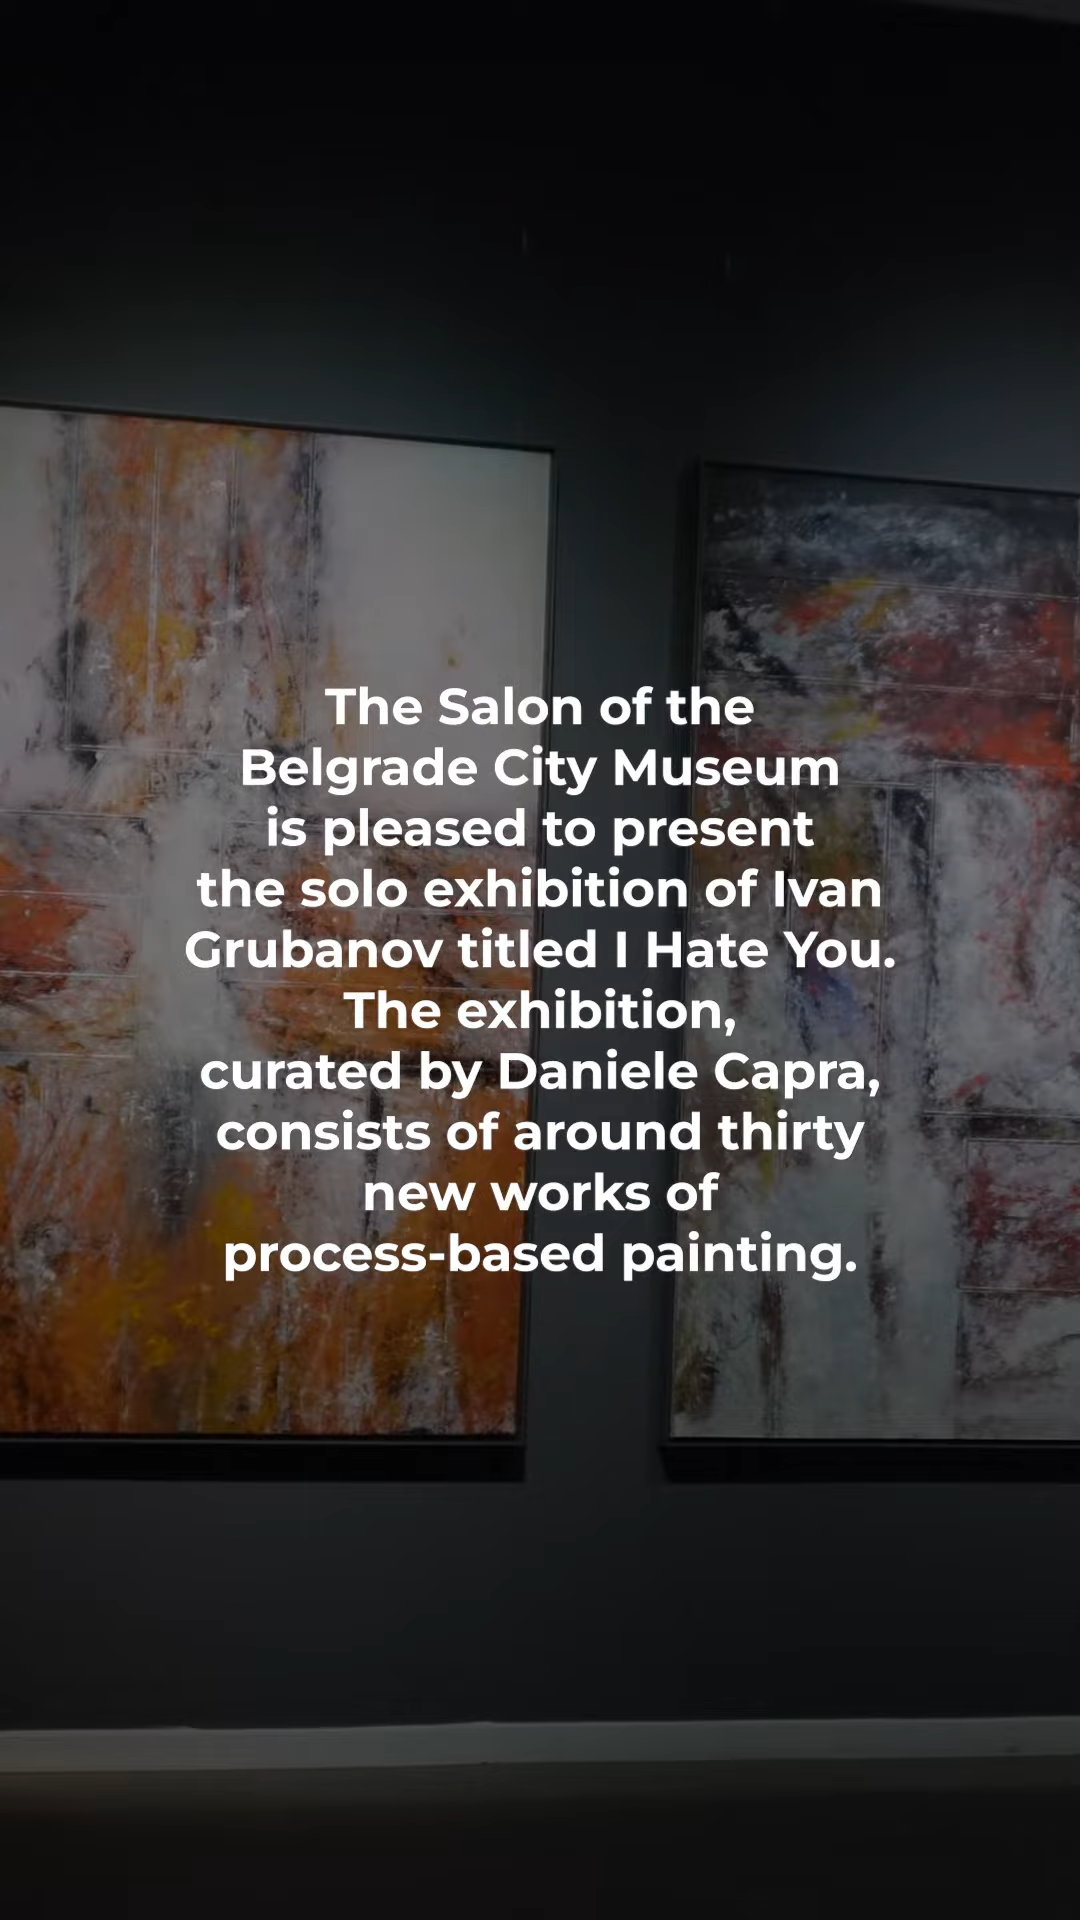 The Salon of the
Belgrade City Museum
is pleased to present
the solo exhibition of Ivan
Grubanov titled I Hate You.
The exhibition,
curated by Daniele Capra,
consists of around thirty
new works of
process-based painting.